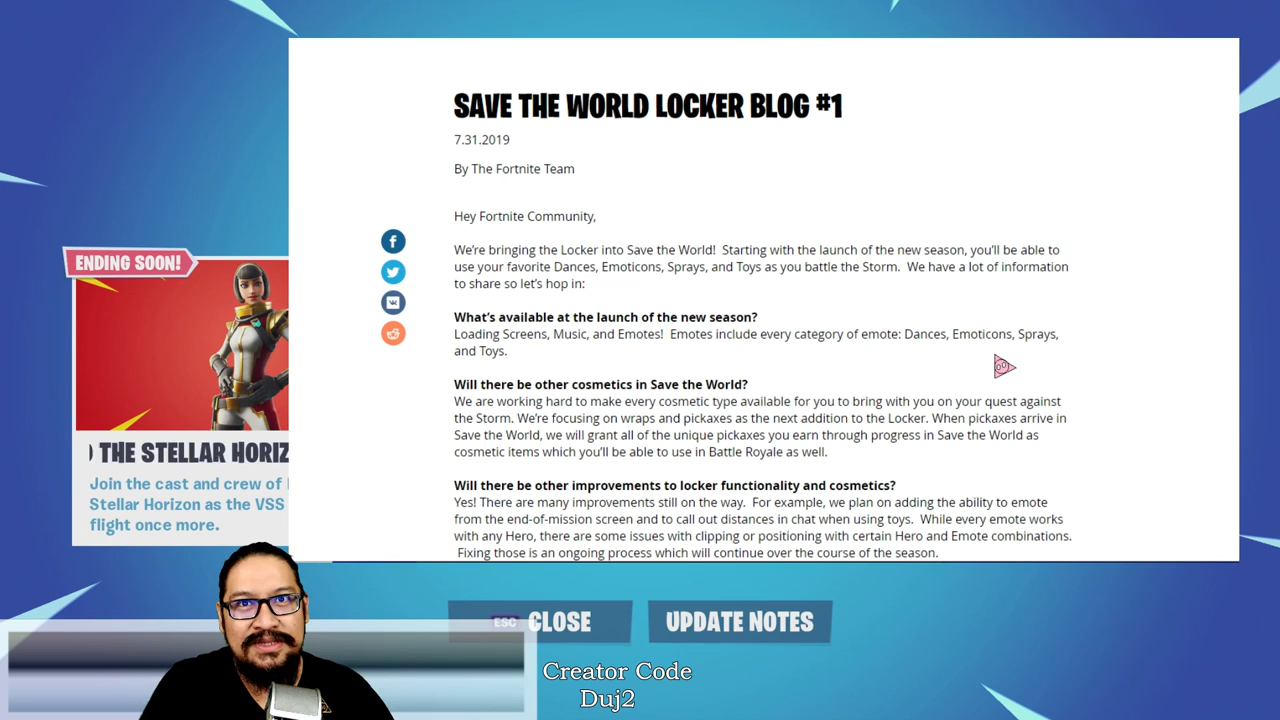 SAVE THE WORLD LOCKER BLOG #1
7.31.2019
By The Fortnite Team
Hey Fortnite Community,
We're bringing the Locker into Save the World!  Starting with the launch of the new season, you'll be able to
use your favorite Dances, Emoticons, Sprays, and Toys as you battle the Storm.  We have a lot of information
to share so let's hop in:
What's available at the launch of the new season?
Loading Screens, Music, and Emotes!  Emotes include every category of emote: Dances, Emoticons, Sprays,
and Toys.
Will there be other cosmetics in Save the World?
We are working hard to make every cosmetic type available for you to bring with you on your quest against
the Storm. We're focusing on wraps and pickaxes as the next addition to the Locker. When pickaxes arrive in
Save the World, we will grant all of the unique pickaxes you earn through progress in Save the World as
cosmetic items which you'll be able to use in Battle Royale as well.
Will there be other improvements to locker functionality and cosmetics?
Yes! There are many improvements still on the way.  For example, we plan on adding the ability to emote
from the end-of-mission screen and to call out distances in chat when using toys.  While every emote works
with any Hero, there are some issues with clipping or positioning with certain Hero and Emote combinations.
Fixing those is an ongoing process which will continue over the course of the season.
ENDING SOON!
THE STELLAR HORIZ
Join the cast and crew of
Stellar Horizon as the VSS
flight once more.
ESC CLOSE
UPDATE NOTES
Creator Code
Duj2